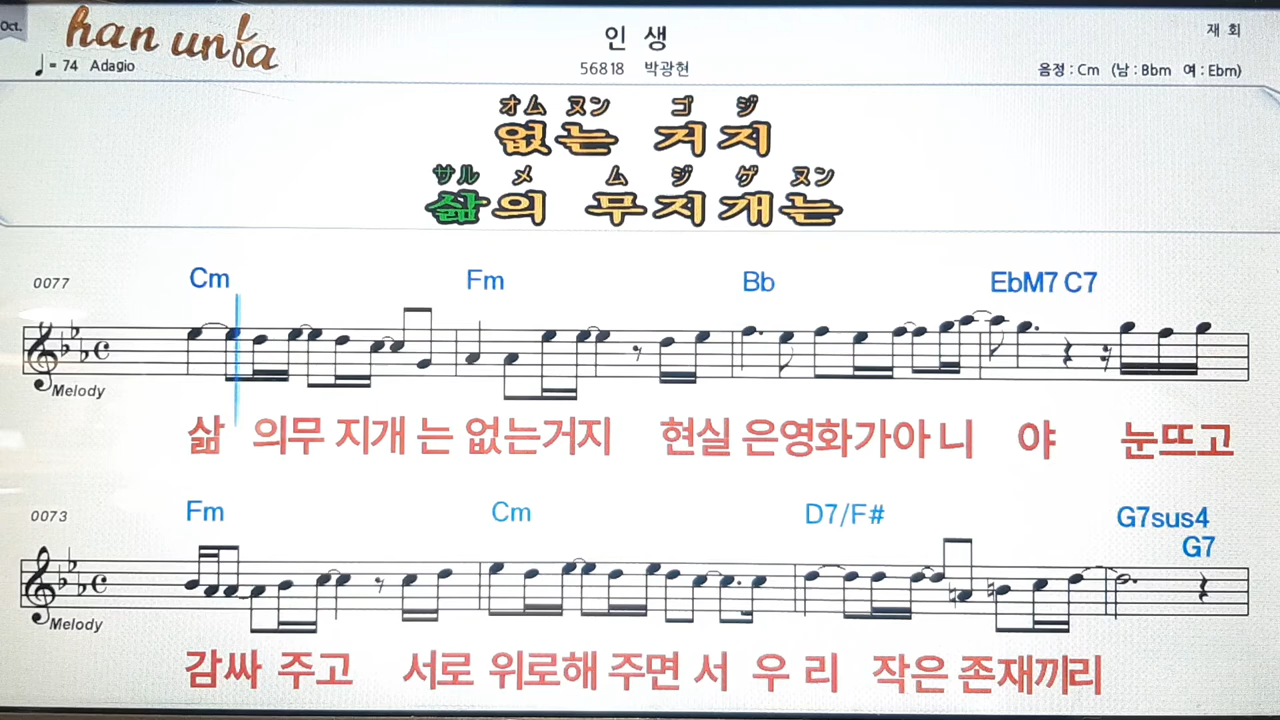 Oct.
han unfa
♩ = 74 Adagio
인 생
56818 박광현
재 회
음정 : Cm (남 : Bbm 여 : Ebm)
オム ヌン ゴ ジ
없는 거지
サル メ ム ジ ゲ ヌン
삶의 무지개는
0077
Cm Fm Bb EbM7 C7
Melody
삶 의무 지개 는 없는거지 현실 은영화가아 니 야 눈뜨고
0073
Fm Cm D7/F# G7sus4
G7
Melody
감싸 주고 서로 위로해 주면 서 우 리 작은 존재끼리